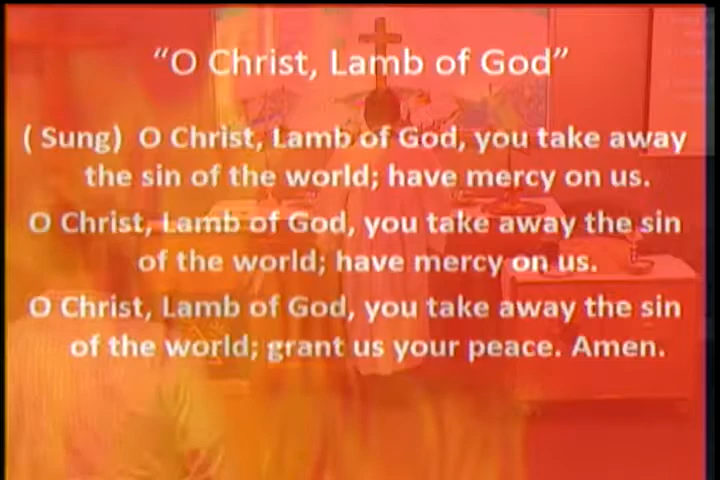 “O Christ, Lamb of God”
( Sung)  O Christ, Lamb of God, you take away
the sin of the world; have mercy on us.
O Christ, Lamb of God, you take away the sin
of the world; have mercy on us.
O Christ, Lamb of God, you take away the sin
of the world; grant us your peace. Amen.